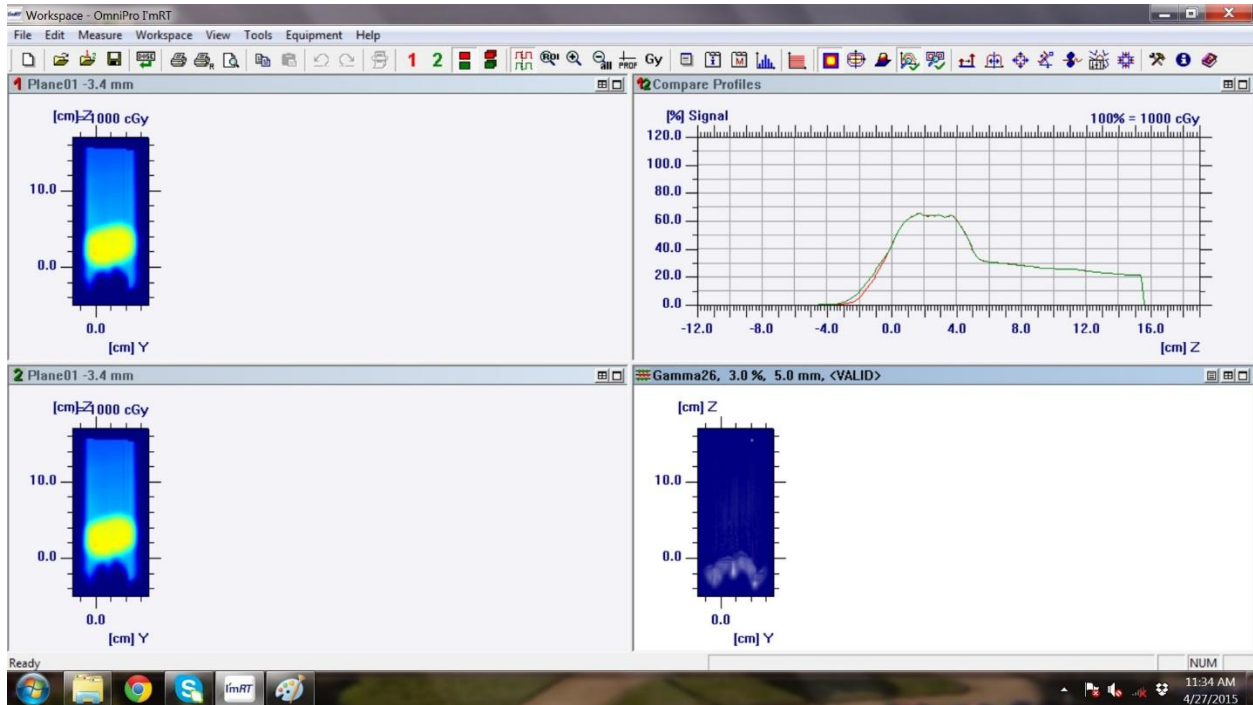 Workspace - OmniPro I'mRT
File Edit Measure Workspace View Tools Equipment Help
1 2 ROI all PROF Gy M
1 Plane01 -3.4 mm
[cm] Z =1000 cGy
10.0
0.0
0.0
[cm] Y
12 Compare Profiles
[%] Signal
100% = 1000 cGy
120.0
100.0
80.0
60.0
40.0
20.0
0.0
-12.0 -8.0 -4.0 0.0 4.0 8.0 12.0 16.0
[cm] Z
2 Plane01 -3.4 mm
[cm] Z =1000 cGy
10.0
0.0
0.0
[cm] Y
Gamma26, 3.0 %, 5.0 mm, <VALID>
[cm] Z
10.0
0.0
0.0
[cm] Y
Ready
NUM
I'mRT
11:34 AM
4/27/2015